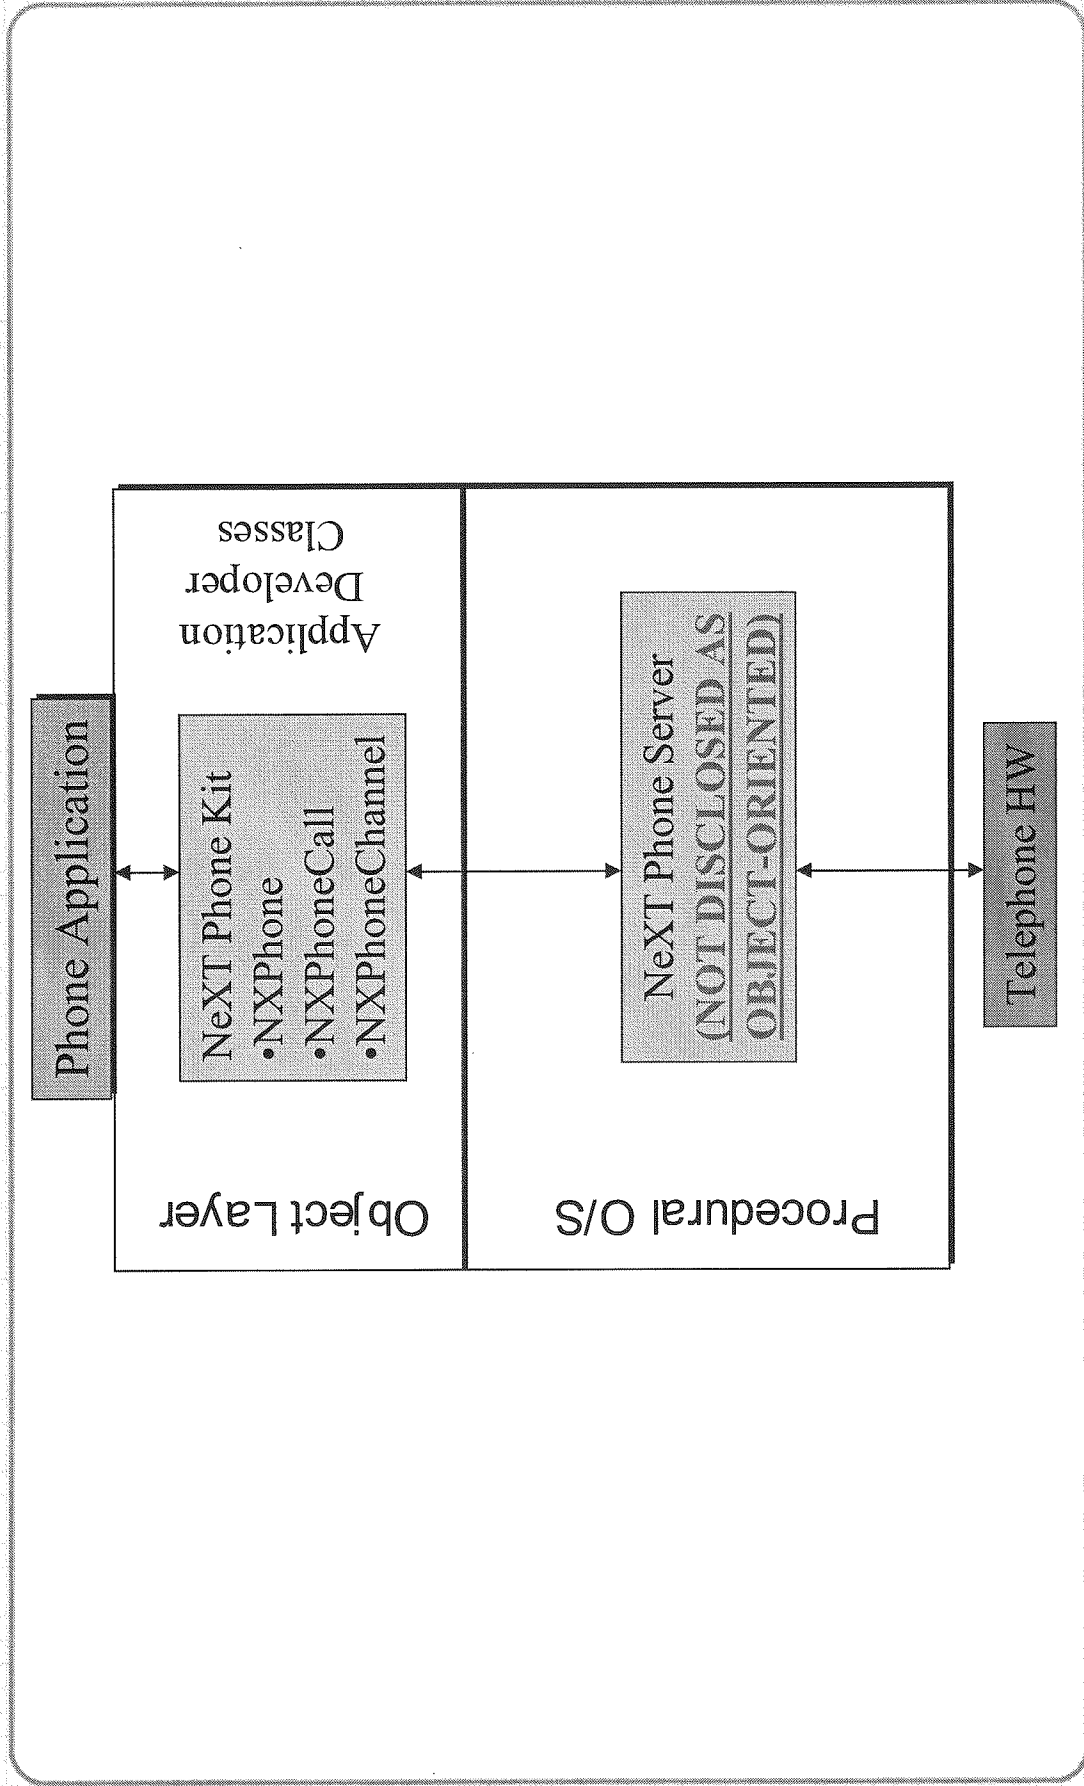 Phone Application
NeXT Phone Kit
•NXPhone
•NXPhoneCall
•NXPhoneChannel
Application
Developer
Classes
Object Layer
NeXT Phone Server
(NOT DISCLOSED AS
OBJECT-ORIENTED)
Procedural O/S
Telephone HW